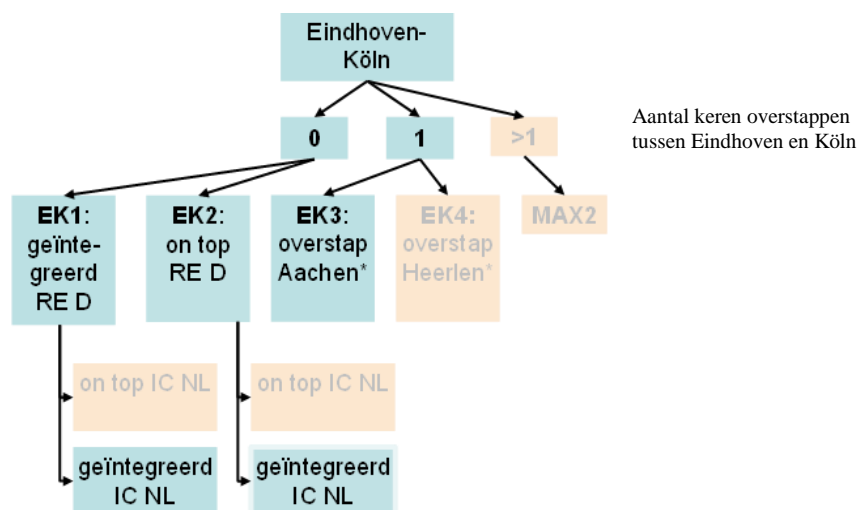 Eindhoven-
Köln
Aantal keren overstappen
tussen Eindhoven en Köln
0
1
>1
EK1:
geïnte-
greerd
RE D
EK2:
on top
RE D
EK3:
overstap
Aachen*
EK4:
overstap
Heerlen*
MAX2
on top IC NL
on top IC NL
geïntegreerd
IC NL
geïntegreerd
IC NL